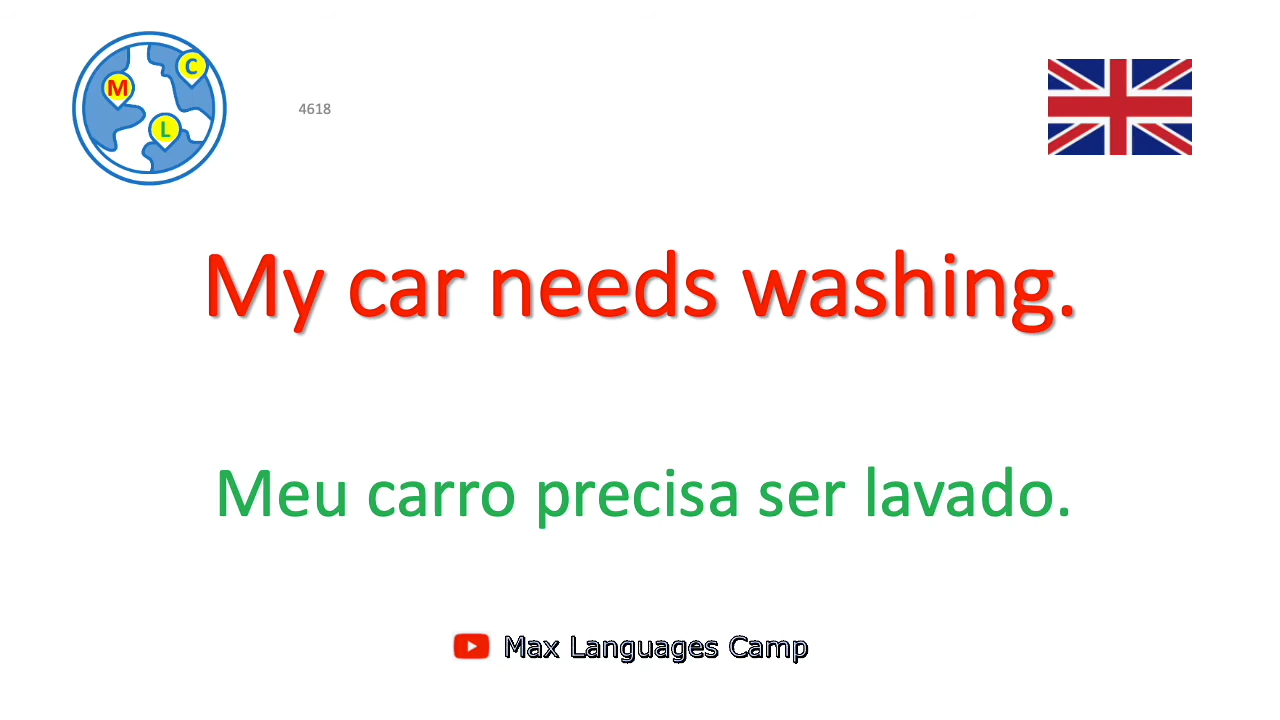 C
M
L
4618
My car needs washing.
Meu carro precisa ser lavado.
Max Languages Camp